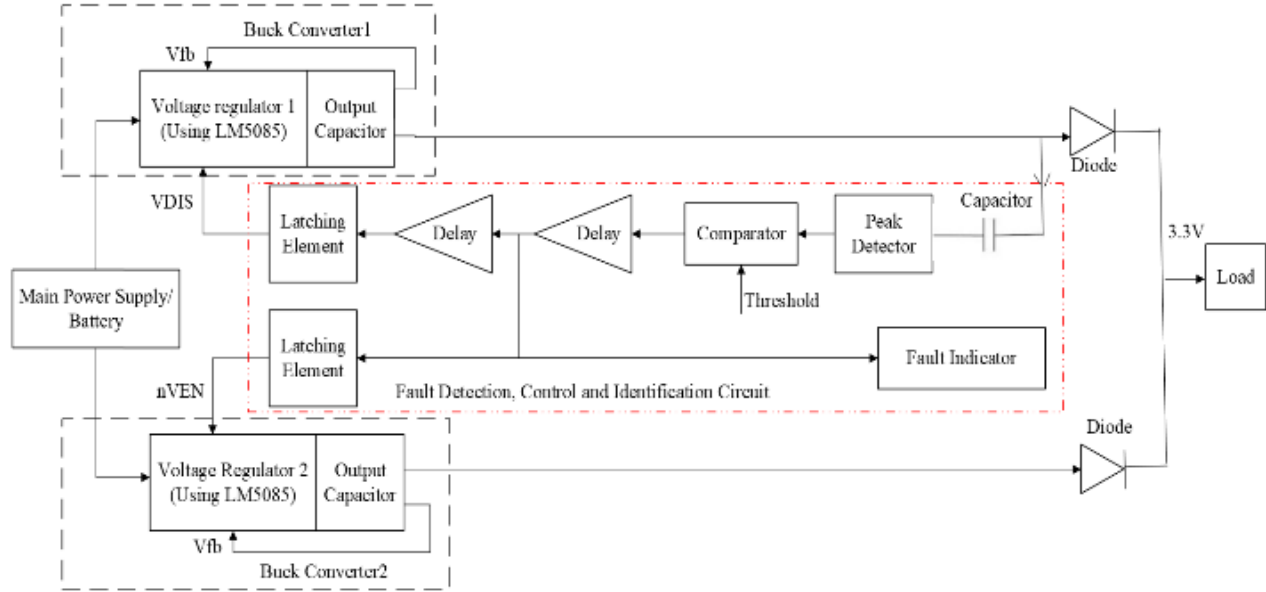 Buck Converter1
Vfb
Voltage regulator 1
(Using LM5085)
Output
Capacitor
Diode
VDIS
Latching
Element
Delay
Delay
Comparator
Peak
Detector
Capacitor
3.3V
Load
Main Power Supply/
Battery
Threshold
Latching
Element
Fault Indicator
nVEN
Fault Detection, Control and Identification Circuit
Diode
Voltage Regulator 2
(Using LM5085)
Output
Capacitor
Vfb
Buck Converter2